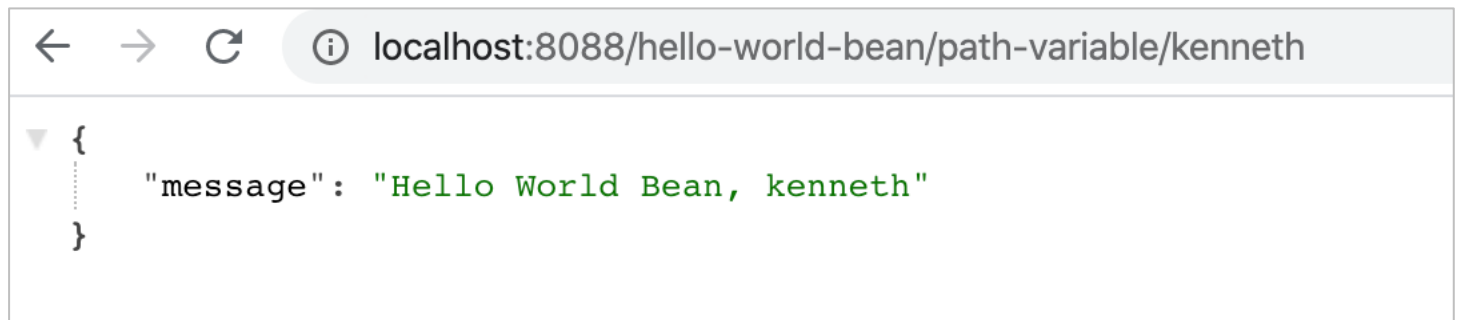 localhost:8088/hello-world-bean/path-variable/kenneth
{
"message": "Hello World Bean, kenneth"
}